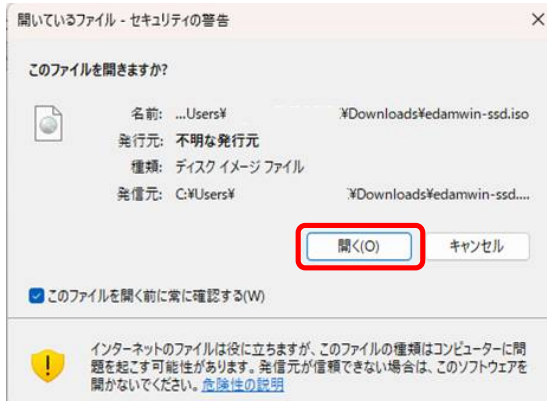 開いているファイル - セキュリティの警告
このファイルを開きますか?
名前: ...Users¥ ¥Downloads¥edamwin-ssd.iso
発行元: 不明な発行元
種類: ディスク イメージ ファイル
発信元: C:¥Users¥ ¥Downloads¥edamwin-ssd....
開く(O) キャンセル
このファイルを開く前に常に確認する(W)
インターネットのファイルは役に立ちますが、このファイルの種類はコンピューターに問
題を起こす可能性があります。発信元が信頼できない場合は、このソフトウェアを
開かないでください。危険性の説明